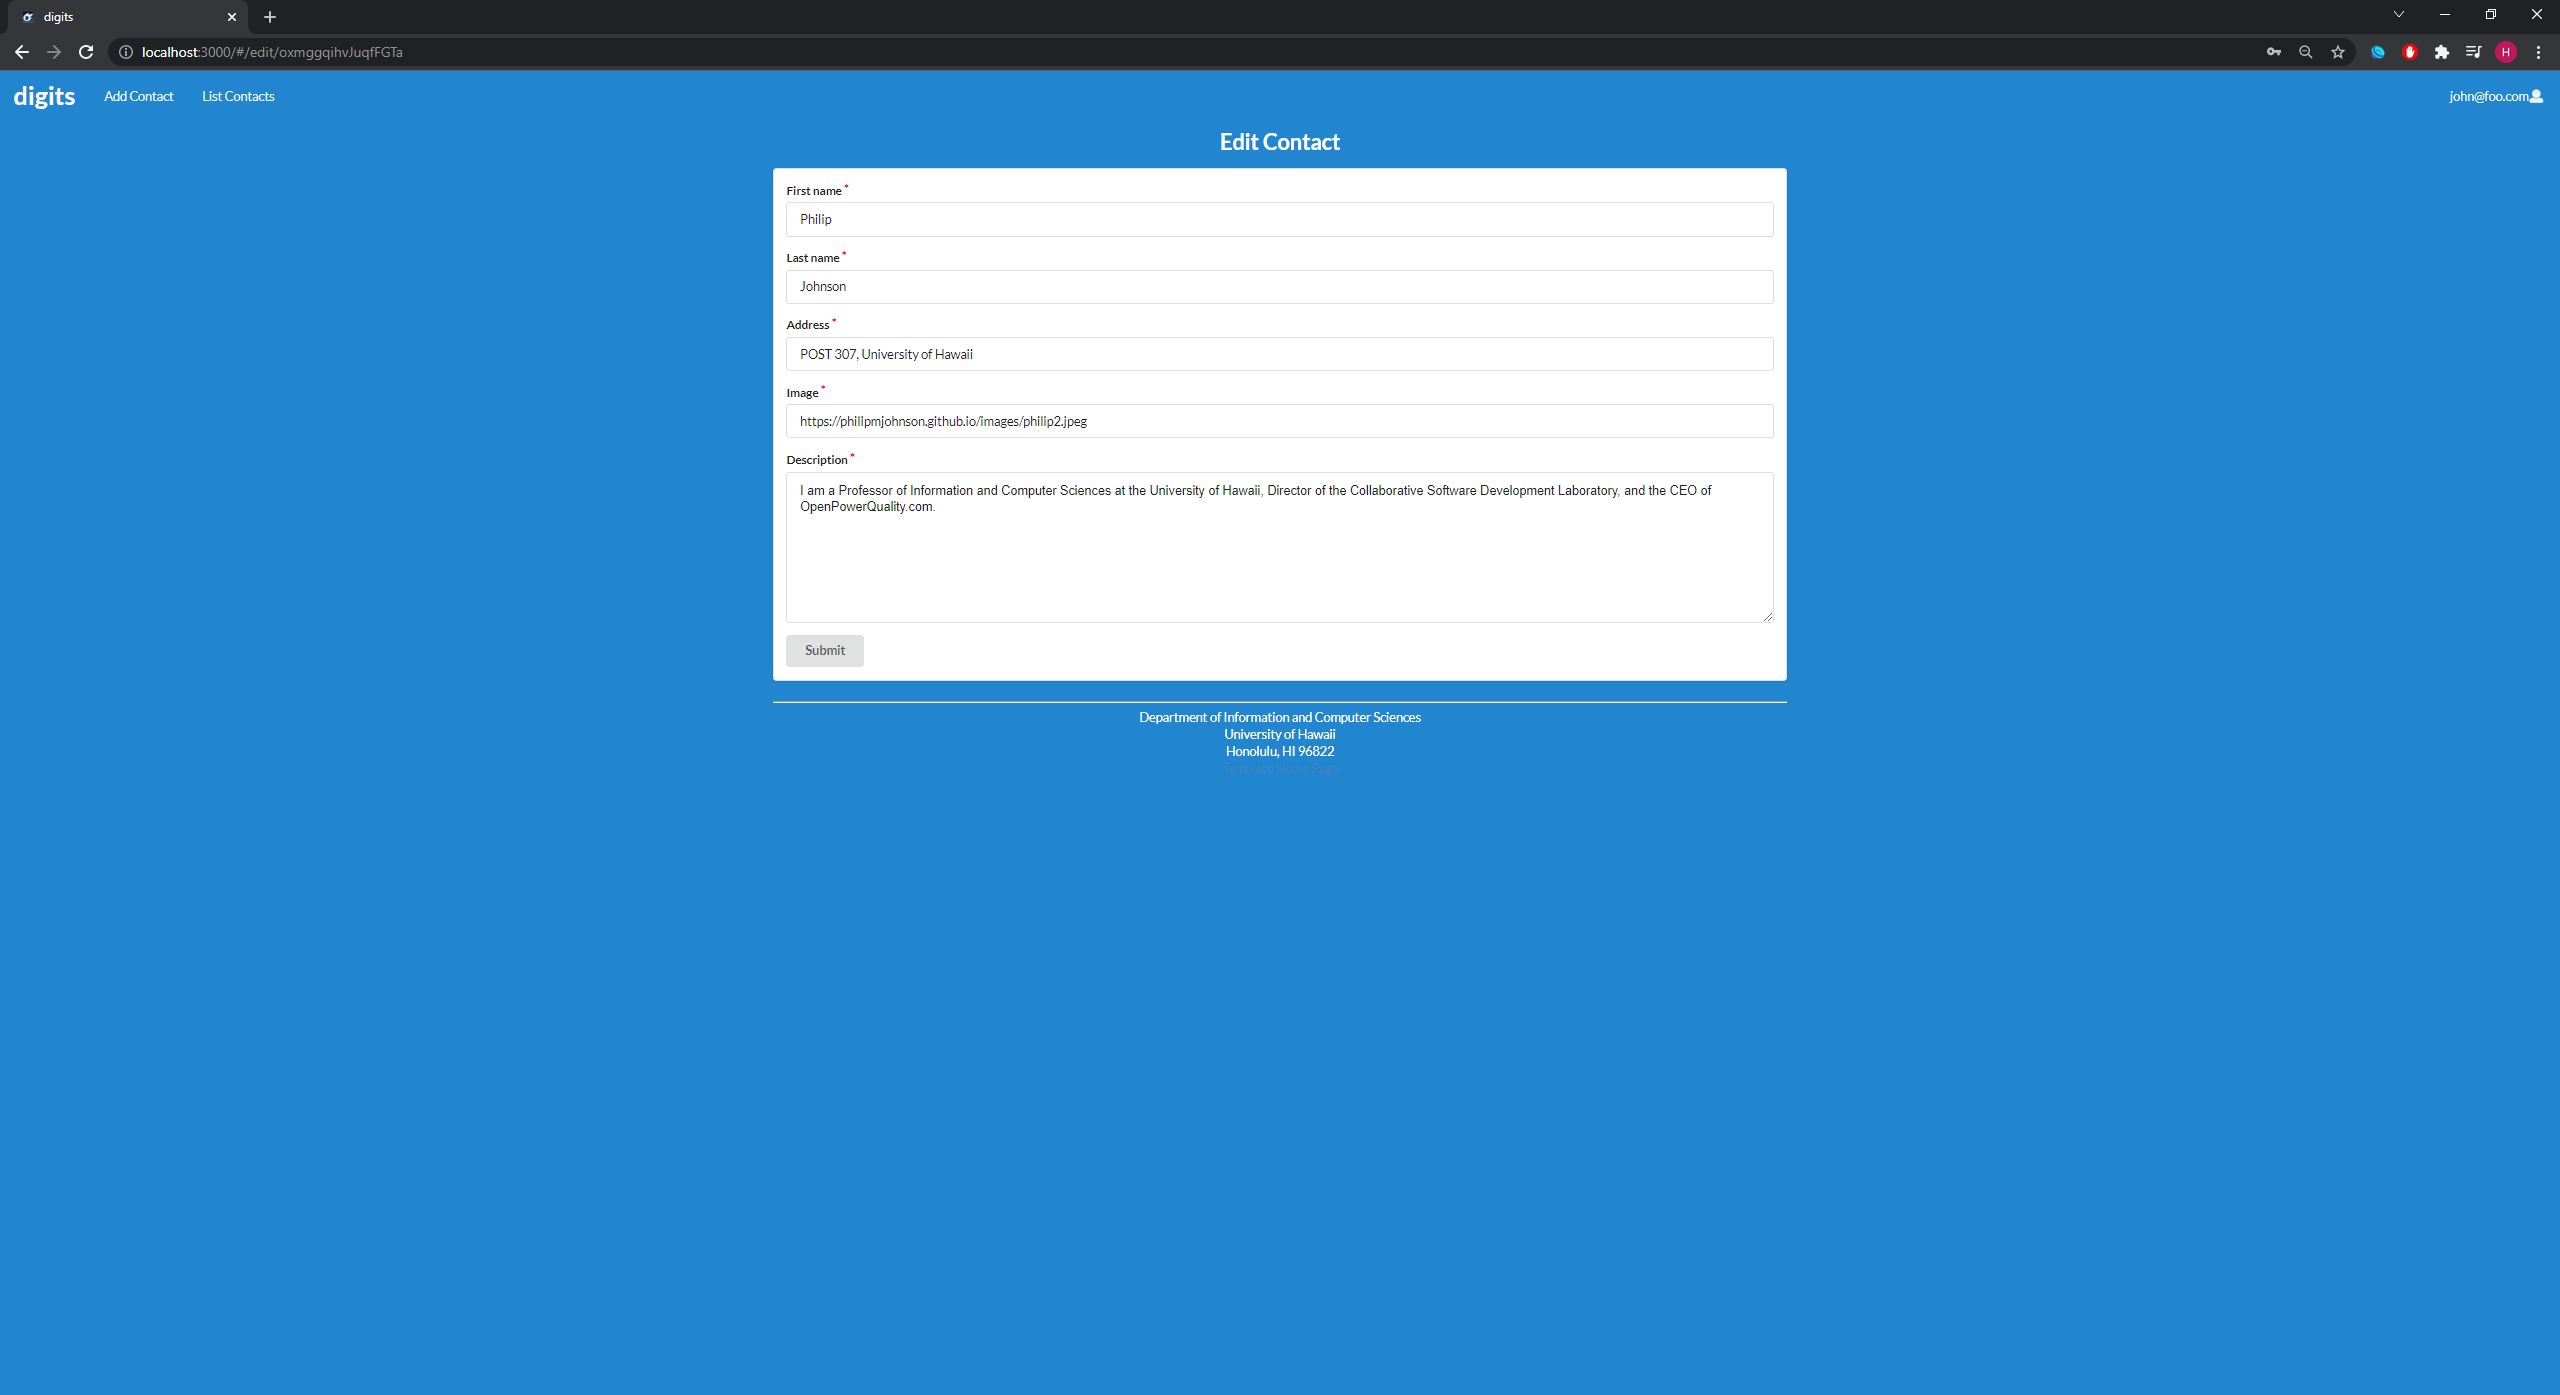 digits
localhost:3000/#/edit/oxmggqihvJuqfFGTa
H
digits Add Contact List Contacts john@foo.com
Edit Contact
First name *
Philip
Last name *
Johnson
Address *
POST 307, University of Hawaii
Image *
https://philipmjohnson.github.io/images/philip2.jpeg
Description *
I am a Professor of Information and Computer Sciences at the University of Hawaii, Director of the Collaborative Software Development Laboratory, and the CEO of
OpenPowerQuality.com.
Submit
Department of Information and Computer Sciences
University of Hawaii
Honolulu, HI 96822
Template Home Page